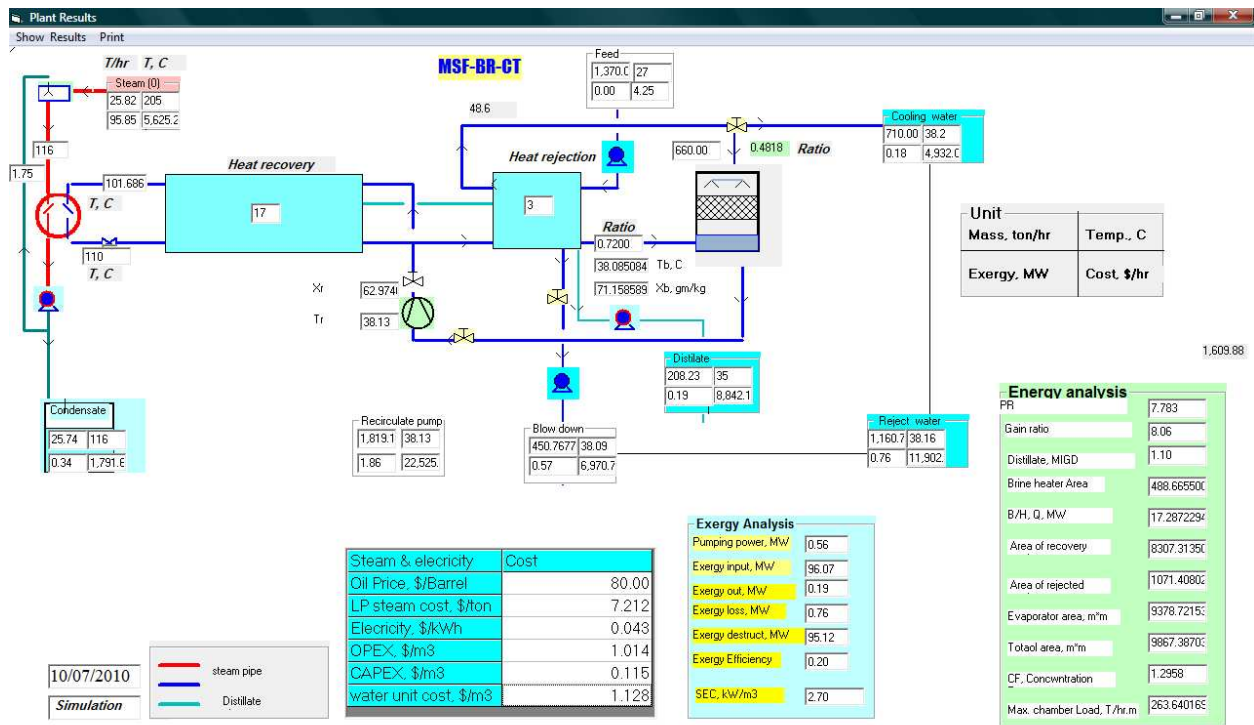 Plant Results
Show Results Print
T/hr T, C
Steam (0)
25.82 205
95.85 5,625.2
116
1.75
101.686
T, C
110
T, C
Heat recovery
17
MSF-BR-CT
48.6
Feed
1,370.0 27
0.00 4.25
Heat rejection
3
660.00
0.4818 Ratio
Cooling water
710.00 38.2
0.18 4,932.0
Ratio
0.7200
38.085084 Tb, C
71.158589 Xb, gm/kg
Xr 62.974
Tr 38.13
Unit
Mass, ton/hr Temp., C
Exergy, MW Cost, $/hr
1,609.88
Distilate
208.23 35
0.19 8,842.1
Condensate
25.74 116
0.34 1,791.6
Recirculate pump
1,819.1 38.13
1.86 22,525.
Blow down
450.7677 38.09
0.57 6,970.7
Reject water
1,160.7 38.16
0.76 11,902.
Energy analysis
PR 7.783
Gain ratio 8.06
Distillate, MIGD 1.10
Brine heater Area 488.665500
B/H, Q, MW 17.2872294
Area of recovery 8307.31350
Area of rejected 1071.40802
Evaporator area, m*m 9378.72153
Totaol area, m*m 9867.38703
CF, Concwntration 1.2958
Max. chamber Load, T/hr.m 263.640169
Exergy Analysis
Pumping power, MW 0.56
Exergy input, MW 96.07
Exergy out, MW 0.19
Exergy loss, MW 0.76
Exergy destruct, MW 95.12
Exergy Efficiency 0.20
SEC, kW/m3 2.70
Steam & elecricity Cost
Oil Price, $/Barrel 80.00
LP steam cost, $/ton 7.212
Elecricity, $/kWh 0.043
OPEX, $/m3 1.014
CAPEX, $/m3 0.115
water unit cost, $/m3 1.128
10/07/2010
Simulation
steam pipe
Distillate